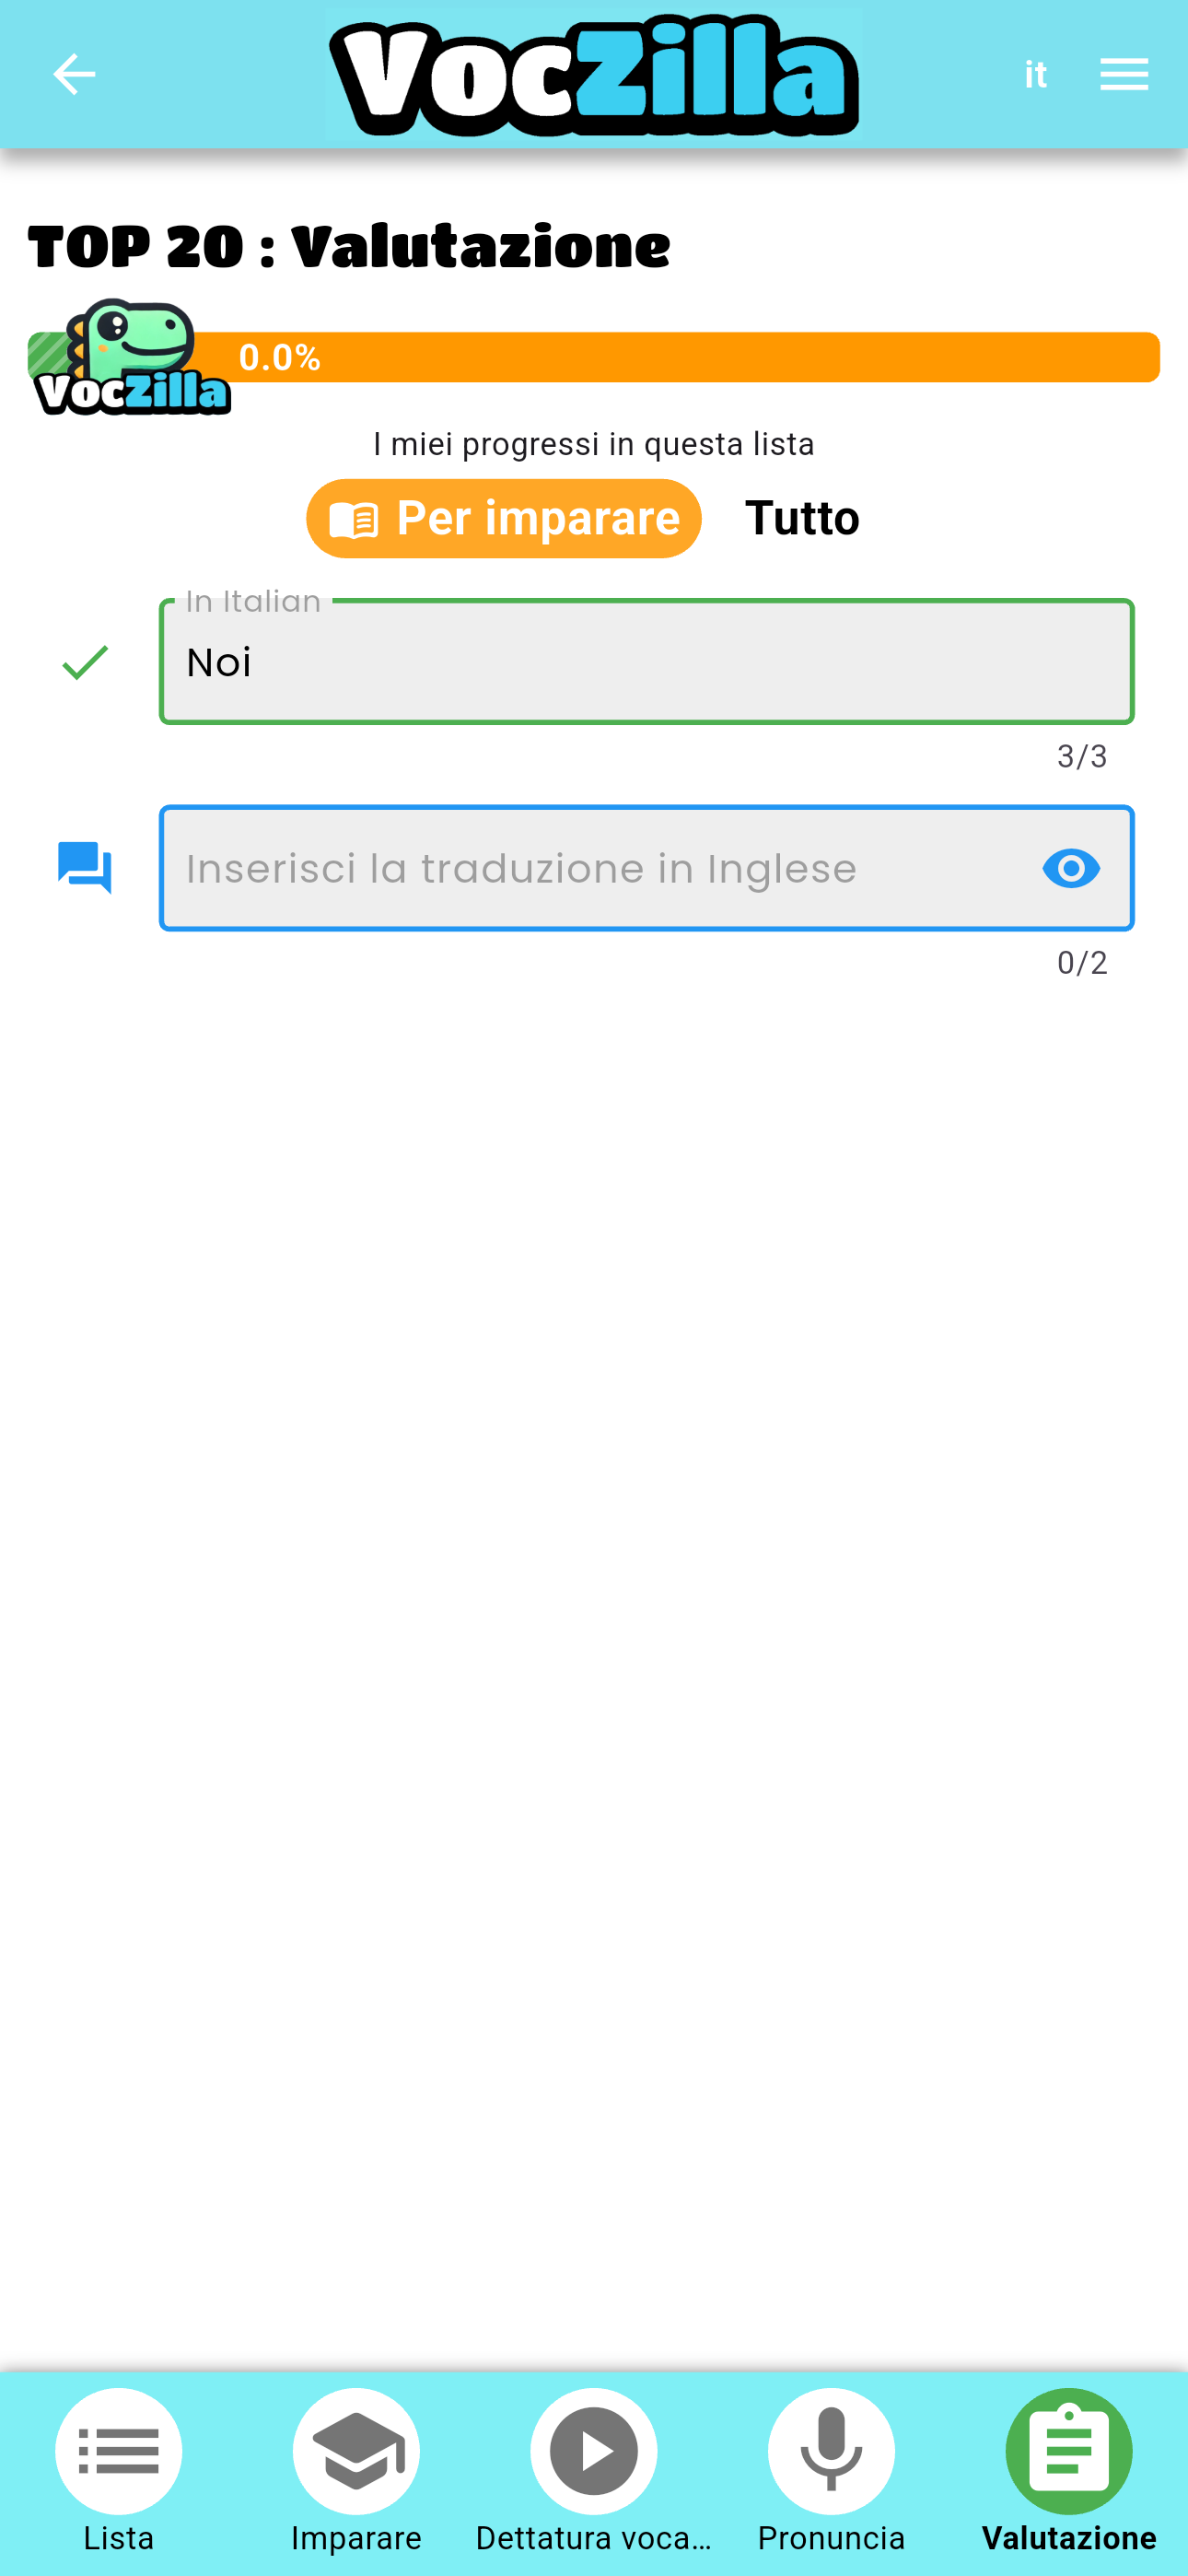 VocZilla
it
TOP 20 : Valutazione
VocZilla
0.0%
I miei progressi in questa lista
Per imparare
Tutto
In Italian
Noi
3/3
Inserisci la traduzione in Inglese
0/2
Lista
Imparare
Dettatura voca...
Pronuncia
Valutazione